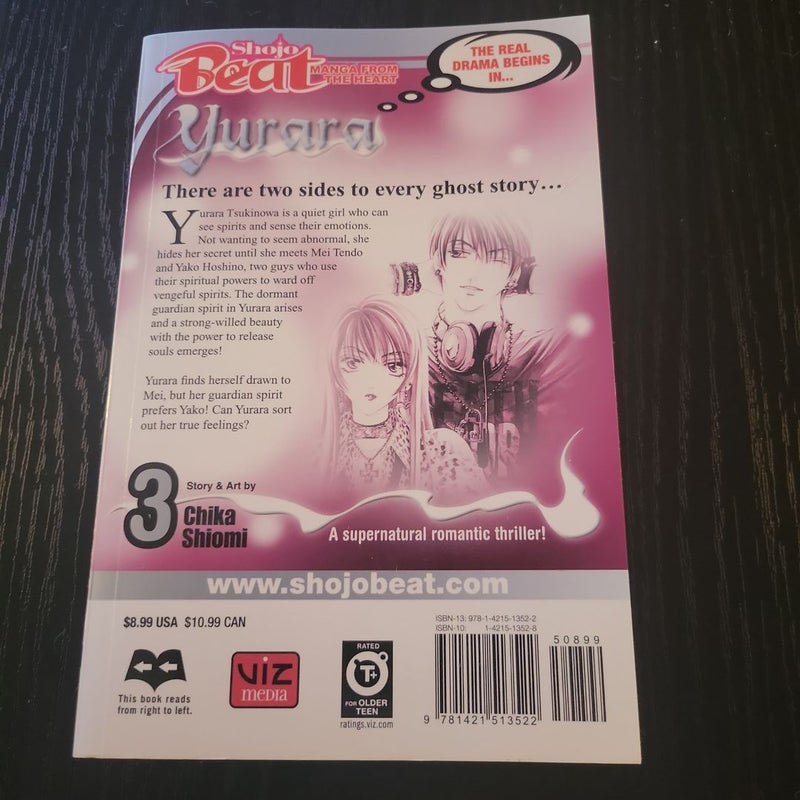 Shojo
Beat
MANGA FROM
THE HEART
THE REAL
DRAMA BEGINS
IN...
Yurara
There are two sides to every ghost story...
Yurara Tsukinowa is a quiet girl who can
see spirits and sense their emotions.
Not wanting to seem abnormal, she
hides her secret until she meets Mei Tendo
and Yako Hoshino, two guys who use
their spiritual powers to ward off
vengeful spirits. The dormant
guardian spirit in Yurara arises
and a strong-willed beauty
with the power to release
souls emerges!
Yurara finds herself drawn to
Mei, but her guardian spirit
prefers Yako! Can Yurara sort
out her true feelings?
3
Story & Art by
Chika
Shiomi
A supernatural romantic thriller!
www.shojobeat.com
$8.99 USA $10.99 CAN
ISBN-13: 978-1-4215-1352-2
ISBN-10: 1-4215-1352-8
50899
This book reads
from right to left.
VIZ
MEDIA
RATED
T+
FOR OLDER
TEEN
ratings.viz.com
9 781421 513522